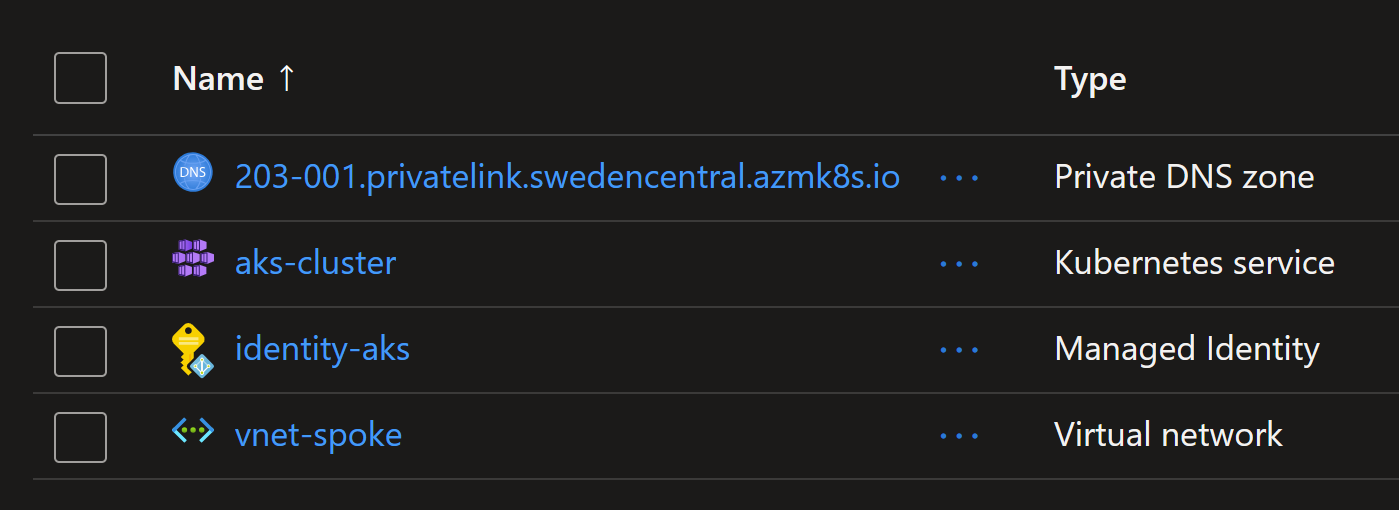 Name ↑ Type
DNS 203-001.privatelink.swedencentral.azmk8s.io ... Private DNS zone
aks-cluster ... Kubernetes service
identity-aks ... Managed Identity
vnet-spoke ... Virtual network